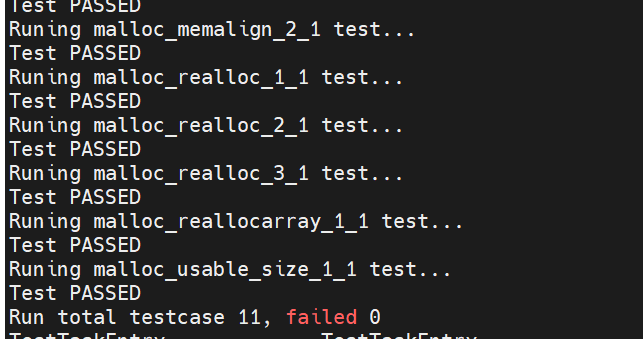 Test PASSED
Runing malloc_memalign_2_1 test...
Test PASSED
Runing malloc_realloc_1_1 test...
Test PASSED
Runing malloc_realloc_2_1 test...
Test PASSED
Runing malloc_realloc_3_1 test...
Test PASSED
Runing malloc_reallocarray_1_1 test...
Test PASSED
Runing malloc_usable_size_1_1 test...
Test PASSED
Run total testcase 11, failed 0
TestTaskEntry TestTaskEntry